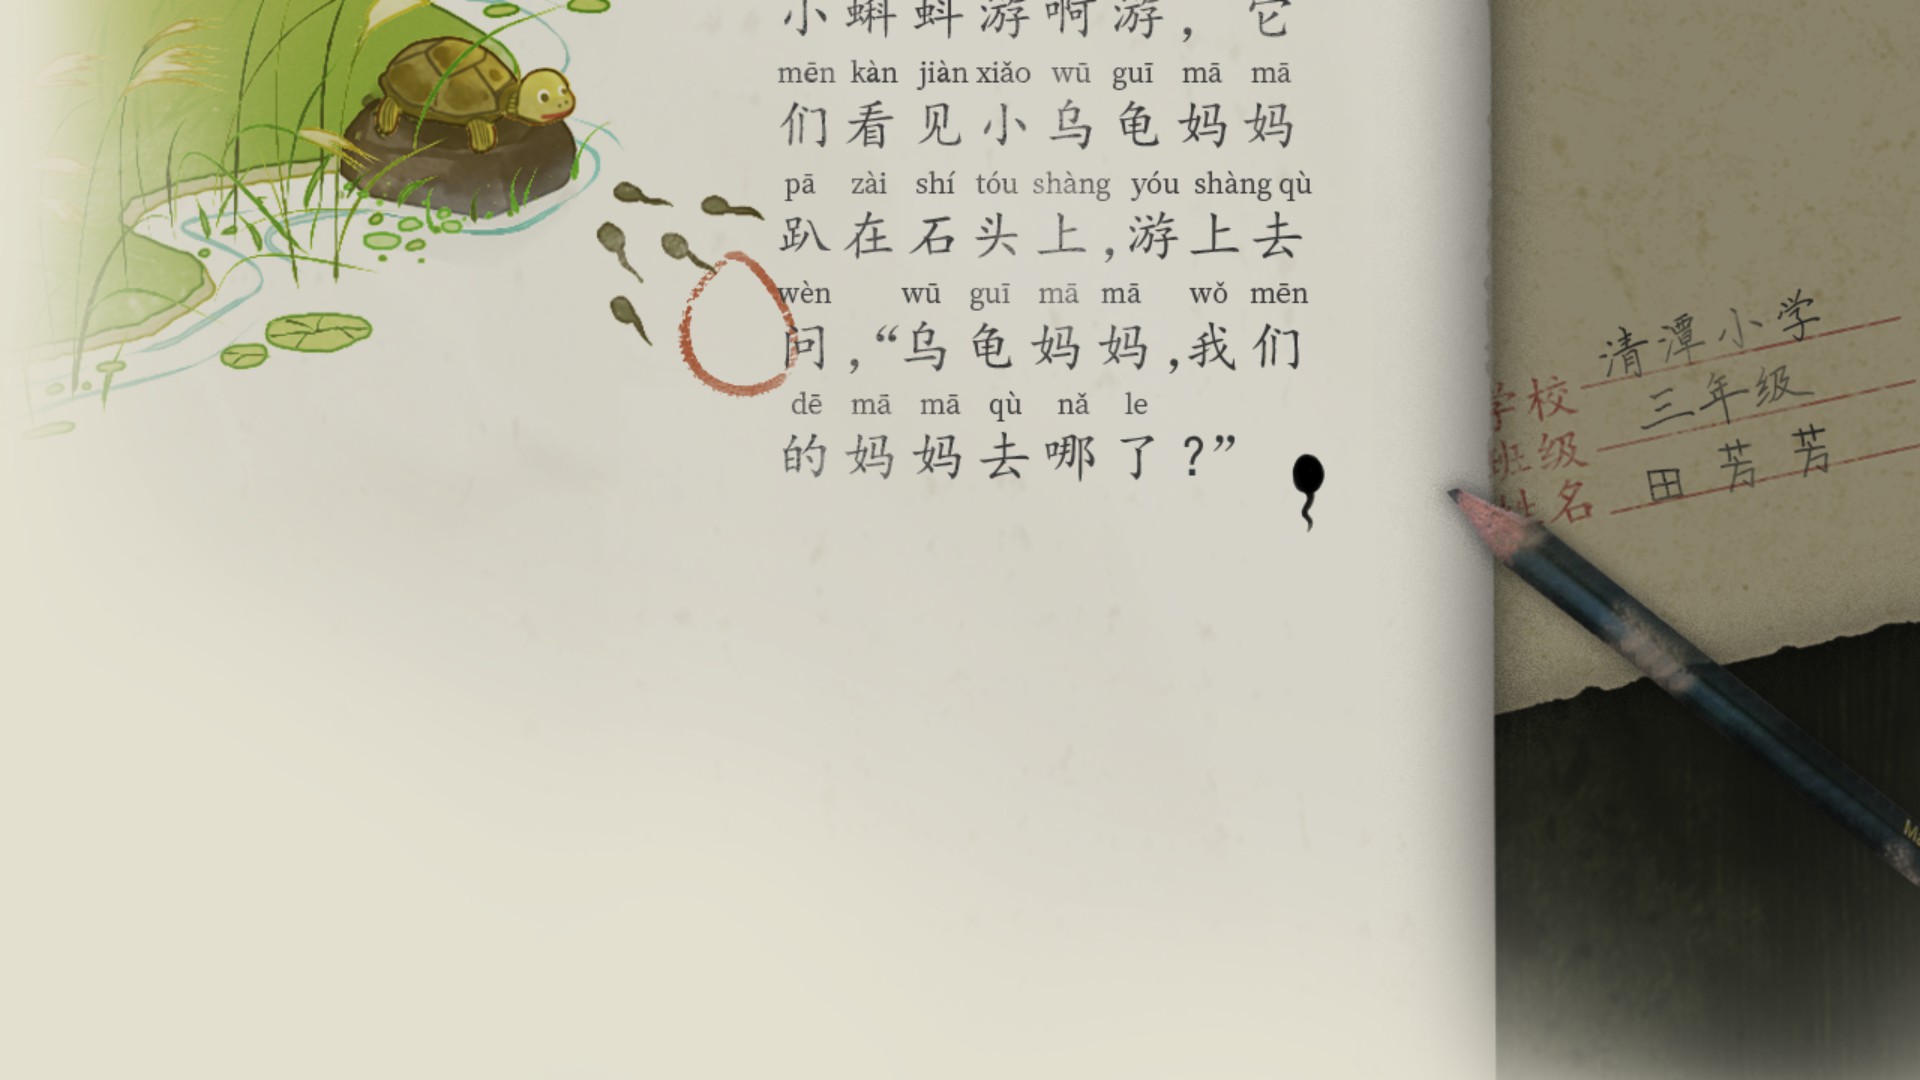 小蝌蚪游啊游，它
mēn kàn jiàn xiǎo wū guī mā mā
们看见小乌龟妈妈
pā zài shí tóu shàng yóu shàng qù
趴在石头上,游上去
wèn wū guī mā mā wǒ mēn
问,“乌龟妈妈,我们
dē mā mā qù nǎ le
的妈妈去哪了?”
学校 清潭小学
班级 三年级
姓名 田芳芳